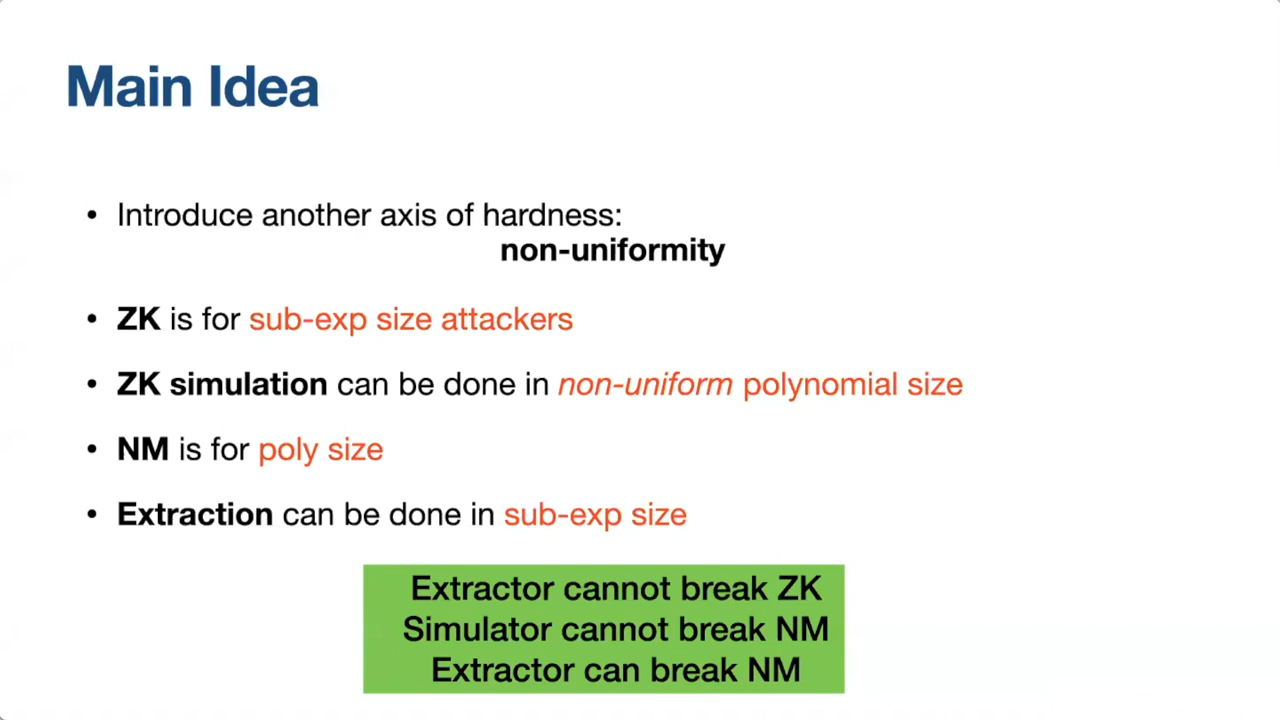 Main Idea
• Introduce another axis of hardness:
non-uniformity
• ZK is for sub-exp size attackers
• ZK simulation can be done in non-uniform polynomial size
• NM is for poly size
• Extraction can be done in sub-exp size
Extractor cannot break ZK
Simulator cannot break NM
Extractor can break NM